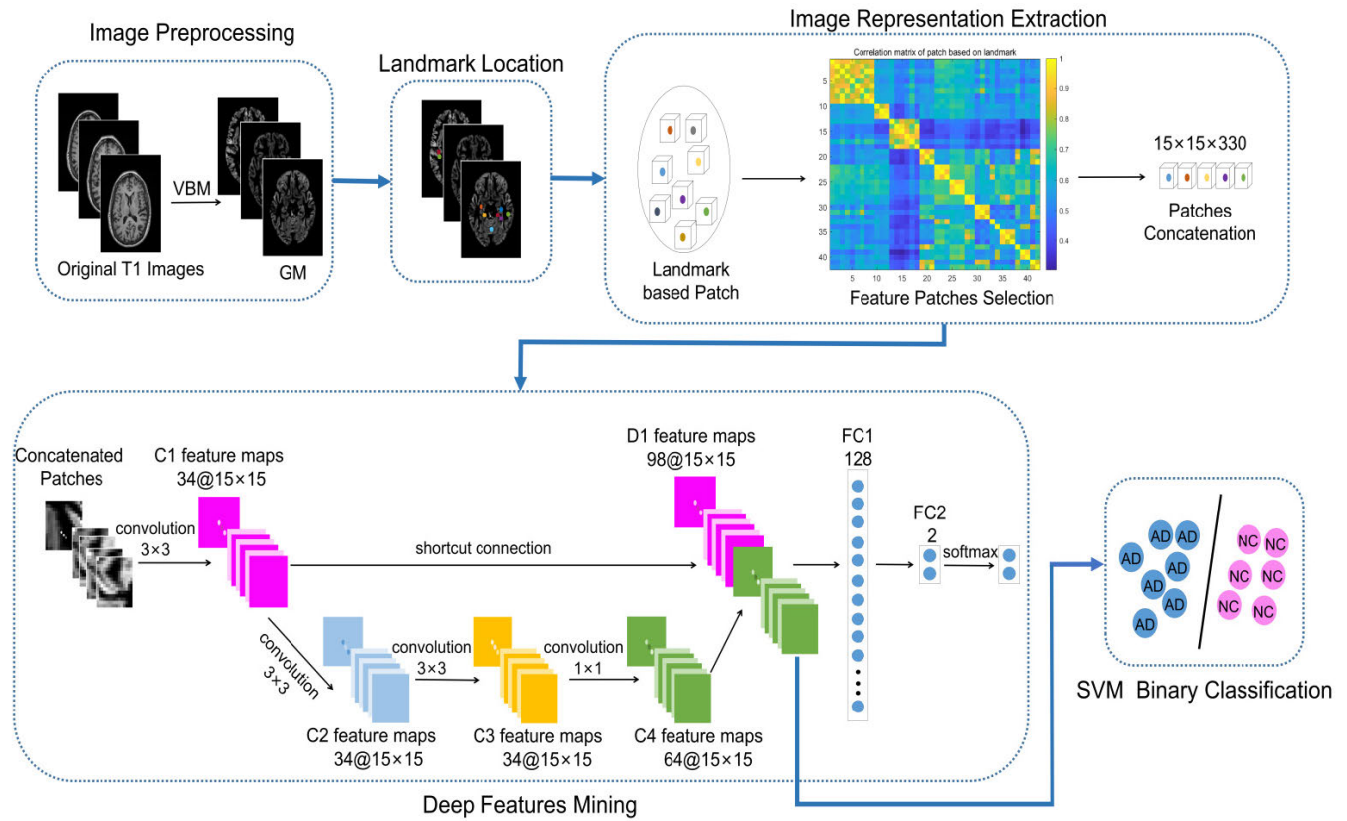 Image Preprocessing
VBM
Original T1 Images
GM
Landmark Location
Image Representation Extraction
Landmark
based Patch
Correlation matrix of patch based on landmark
5
10
15
20
25
30
35
40
5
10
15
20
25
30
35
40
1
0.9
0.8
0.7
0.6
0.5
0.4
Feature Patches Selection
15×15×330
Patches
Concatenation
Concatenated
Patches
convolution
3×3
C1 feature maps
34@15×15
shortcut connection
convolution
3×3
C2 feature maps
34@15×15
convolution
3×3
C3 feature maps
34@15×15
convolution
1×1
C4 feature maps
64@15×15
D1 feature maps
98@15×15
FC1
128
FC2
2
softmax
Deep Features Mining
AD
AD
AD
AD
AD
AD
AD
NC
NC
NC
NC
NC
NC
SVM Binary Classification